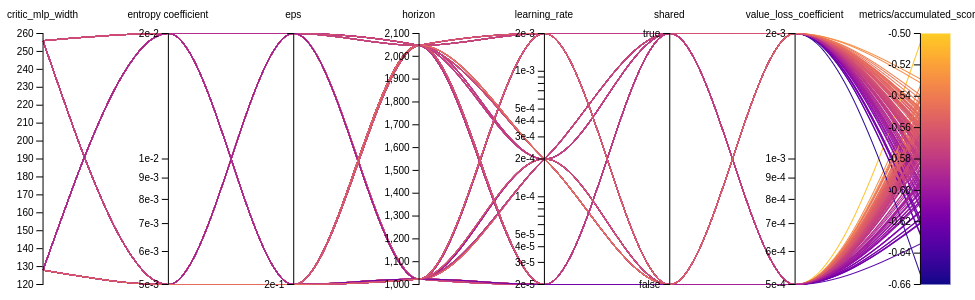 critic_mlp_width entropy coefficient eps horizon learning_rate shared value_loss_coefficient metrics/accumulated_scor
260 2e-2 2,100 2e-3 true 2e-3 -0.50
250 2,000 -0.52
240 1,900 1e-3
230 -0.54
220 1,800 5e-4
210 1,700 4e-4 -0.56
200 3e-4
190 1e-2 1,600 2e-4 1e-3 -0.58
180 9e-3 1,500 9e-4
170 8e-3 1,400 1e-4 8e-4 -0.60
160 7e-3 1,300 7e-4 -0.62
150 1,200 5e-5
140 6e-3 4e-5 6e-4 -0.64
130 1,100 3e-5
120 5e-3 2e-1 1,000 2e-5 false 5e-4 -0.66